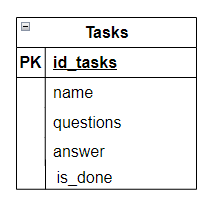 Tasks
PK id_tasks
name
questions
answer
is_done